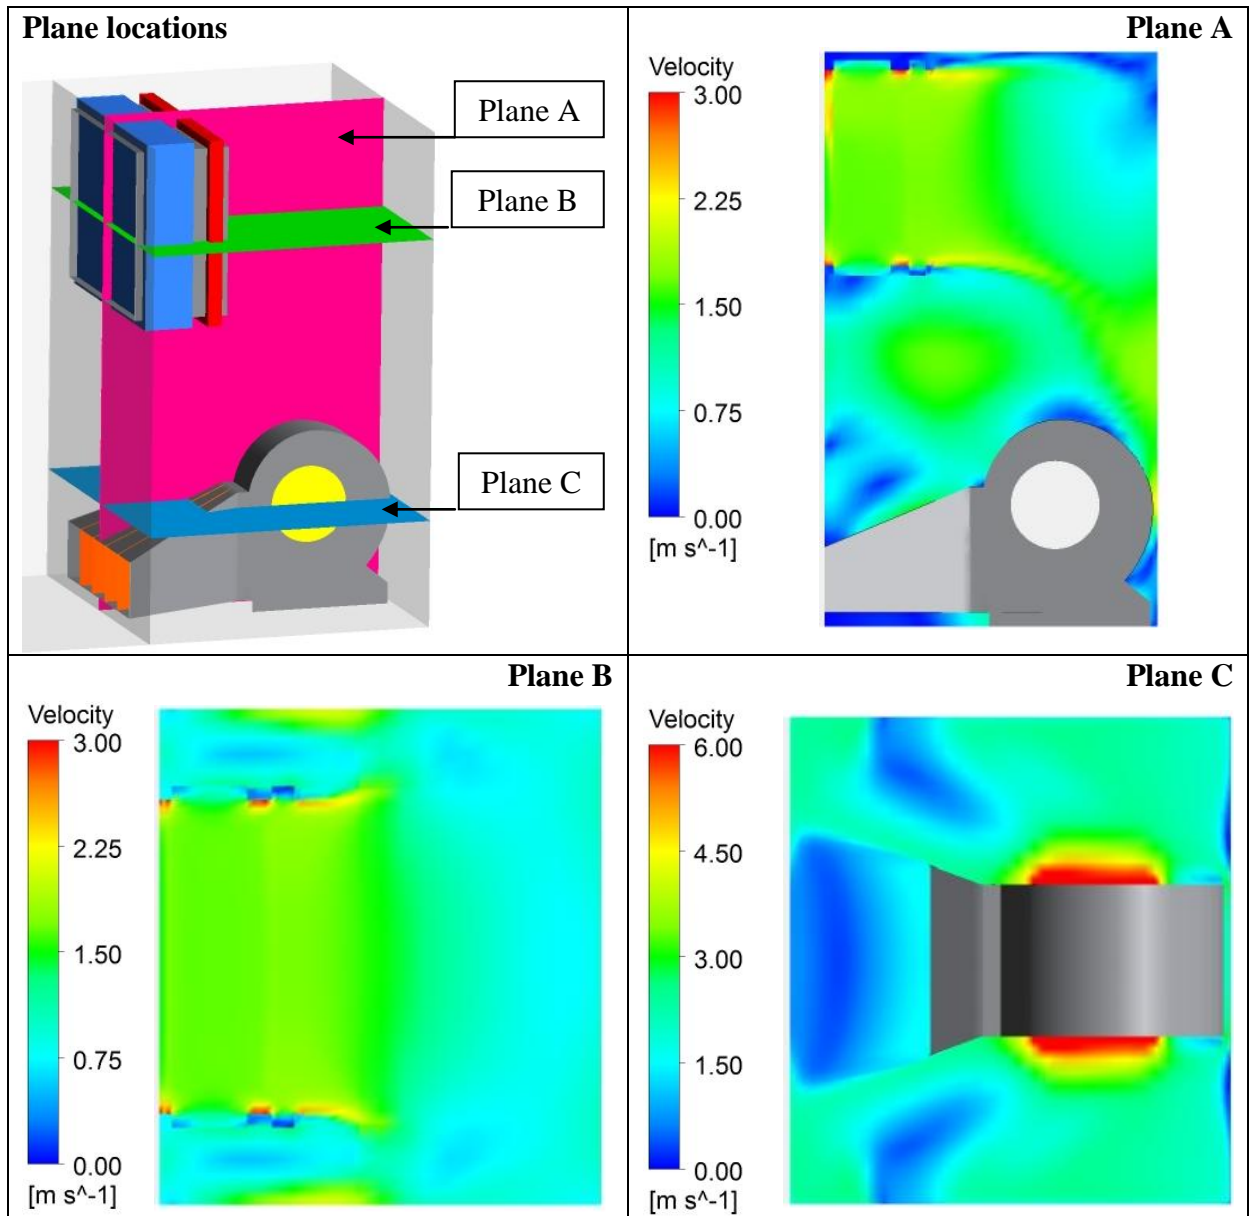 Plane locations
Plane A
Plane B
Plane C
Plane A
Velocity
3.00
2.25
1.50
0.75
0.00
[m s^-1]
Plane B
Velocity
3.00
2.25
1.50
0.75
0.00
[m s^-1]
Plane C
Velocity
6.00
4.50
3.00
1.50
0.00
[m s^-1]